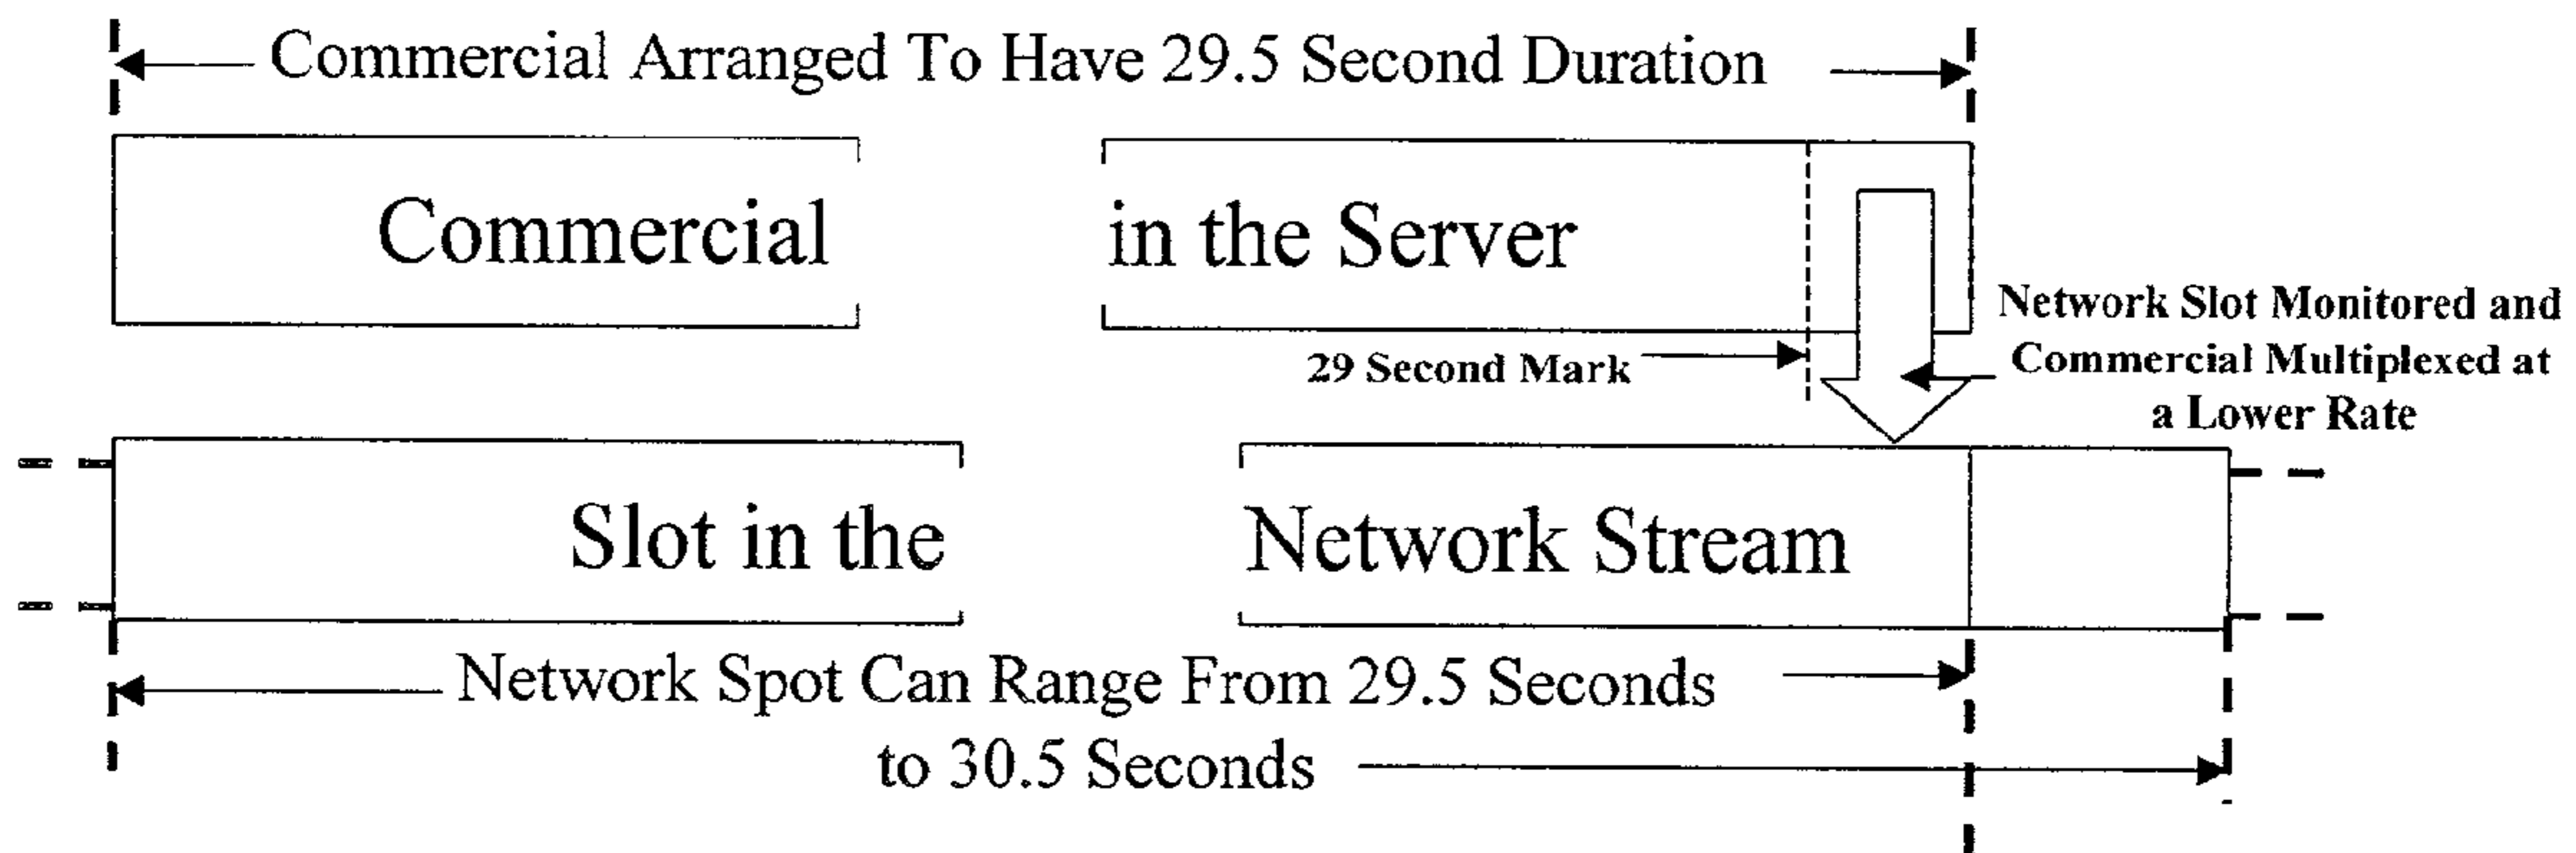 Commercial Arranged To Have 29.5 Second Duration
Commercial in the Server
Network Slot Monitored and
29 Second Mark
Commercial Multiplexed at
a Lower Rate
Slot in the Network Stream
Network Spot Can Range From 29.5 Seconds
to 30.5 Seconds